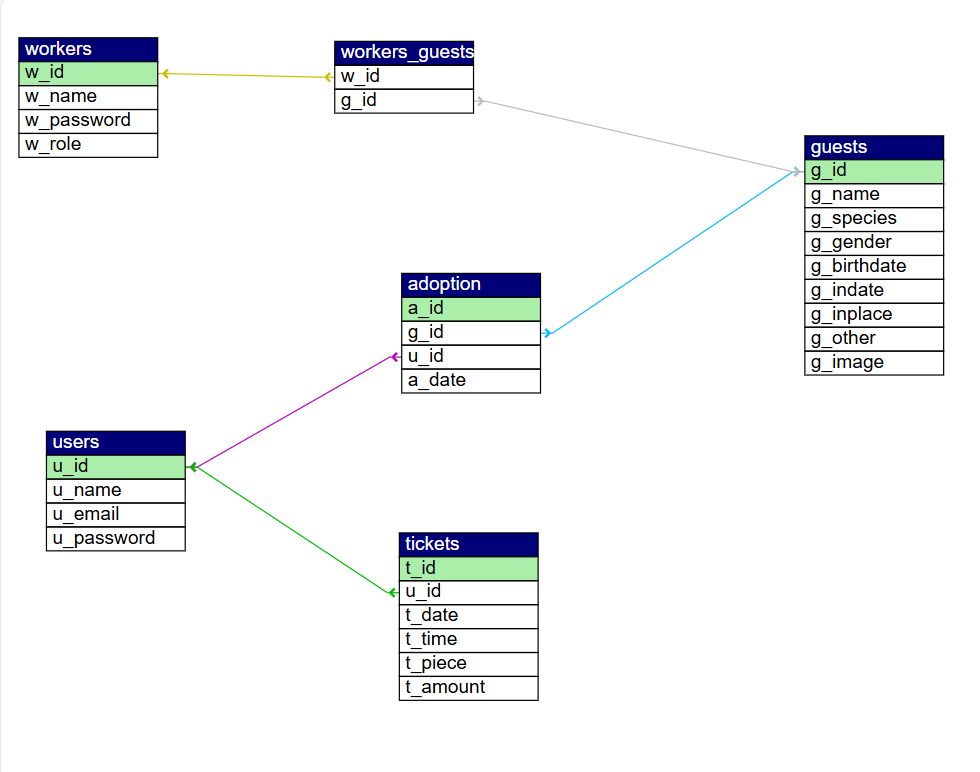 workers
w_id
w_name
w_password
w_role
workers_guests
w_id
g_id
guests
g_id
g_name
g_species
g_gender
g_birthdate
g_indate
g_inplace
g_other
g_image
adoption
a_id
g_id
u_id
a_date
users
u_id
u_name
u_email
u_password
tickets
t_id
u_id
t_date
t_time
t_piece
t_amount